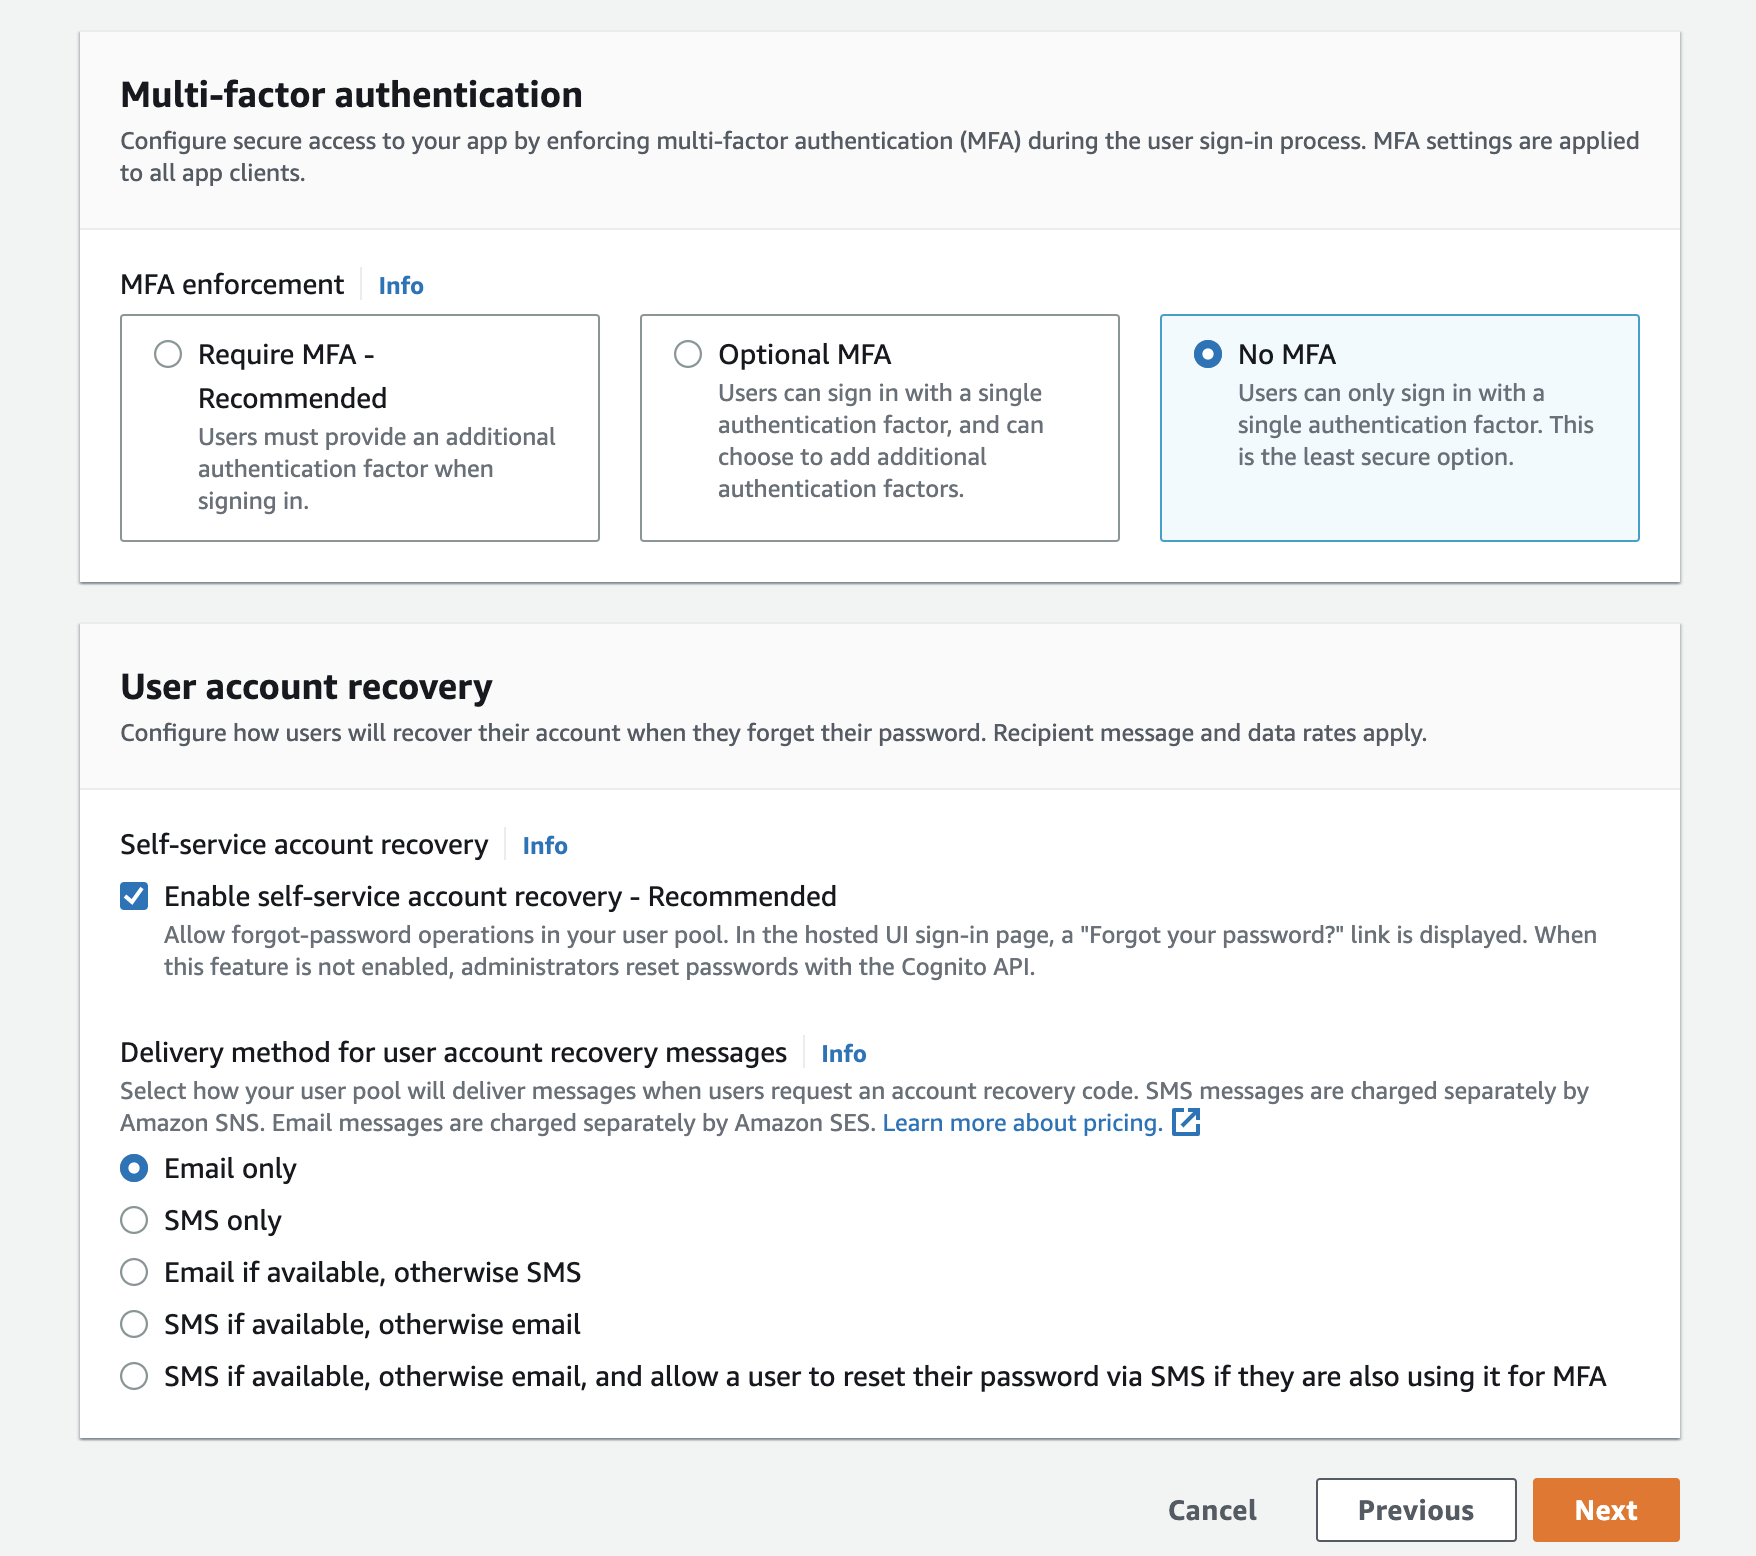 Multi-factor authentication
Configure secure access to your app by enforcing multi-factor authentication (MFA) during the user sign-in process. MFA settings are applied
to all app clients.
MFA enforcement Info
Require MFA -
Recommended
Users must provide an additional
authentication factor when
signing in.
Optional MFA
Users can sign in with a single
authentication factor, and can
choose to add additional
authentication factors.
No MFA
Users can only sign in with a
single authentication factor. This
is the least secure option.
User account recovery
Configure how users will recover their account when they forget their password. Recipient message and data rates apply.
Self-service account recovery Info
Enable self-service account recovery - Recommended
Allow forgot-password operations in your user pool. In the hosted UI sign-in page, a "Forgot your password?" link is displayed. When
this feature is not enabled, administrators reset passwords with the Cognito API.
Delivery method for user account recovery messages Info
Select how your user pool will deliver messages when users request an account recovery code. SMS messages are charged separately by
Amazon SNS. Email messages are charged separately by Amazon SES. Learn more about pricing.
Email only
SMS only
Email if available, otherwise SMS
SMS if available, otherwise email
SMS if available, otherwise email, and allow a user to reset their password via SMS if they are also using it for MFA
Cancel Previous Next